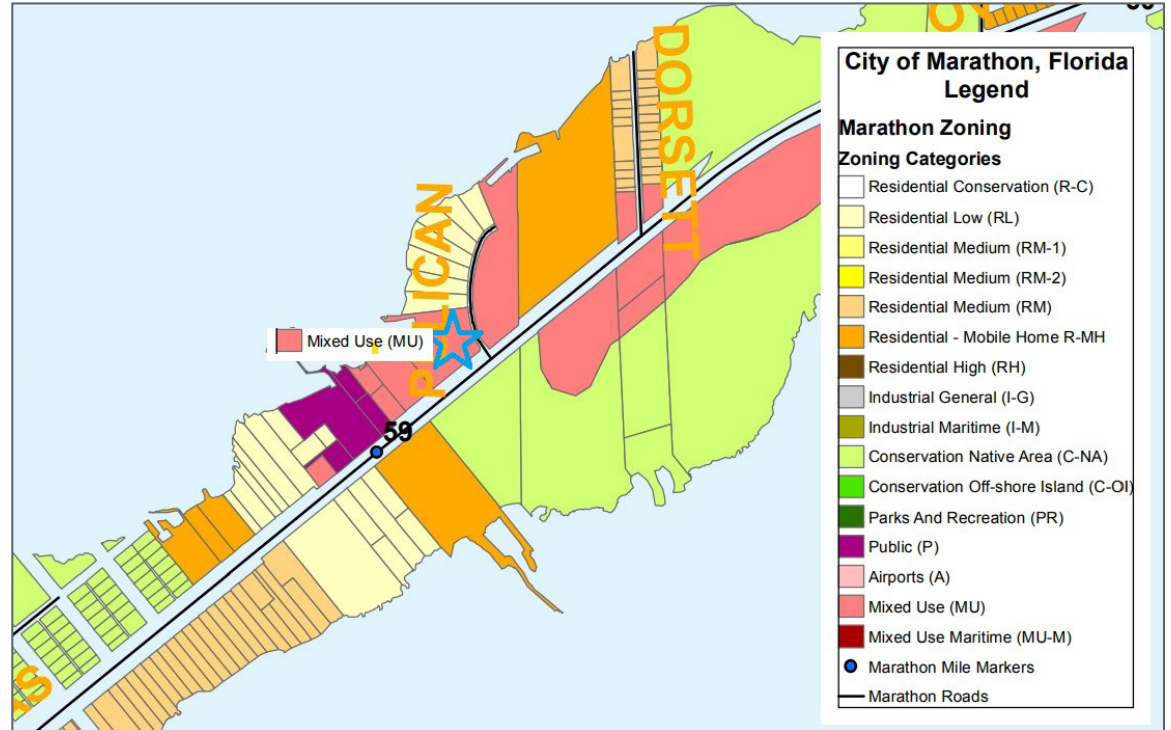 DORSETT
PELICAN
Mixed Use (MU)
59
City of Marathon, Florida
Legend
Marathon Zoning
Zoning Categories
Residential Conservation (R-C)
Residential Low (RL)
Residential Medium (RM-1)
Residential Medium (RM-2)
Residential Medium (RM)
Residential - Mobile Home R-MH
Residential High (RH)
Industrial General (I-G)
Industrial Maritime (I-M)
Conservation Native Area (C-NA)
Conservation Off-shore Island (C-OI)
Parks And Recreation (PR)
Public (P)
Airports (A)
Mixed Use (MU)
Mixed Use Maritime (MU-M)
Marathon Mile Markers
Marathon Roads